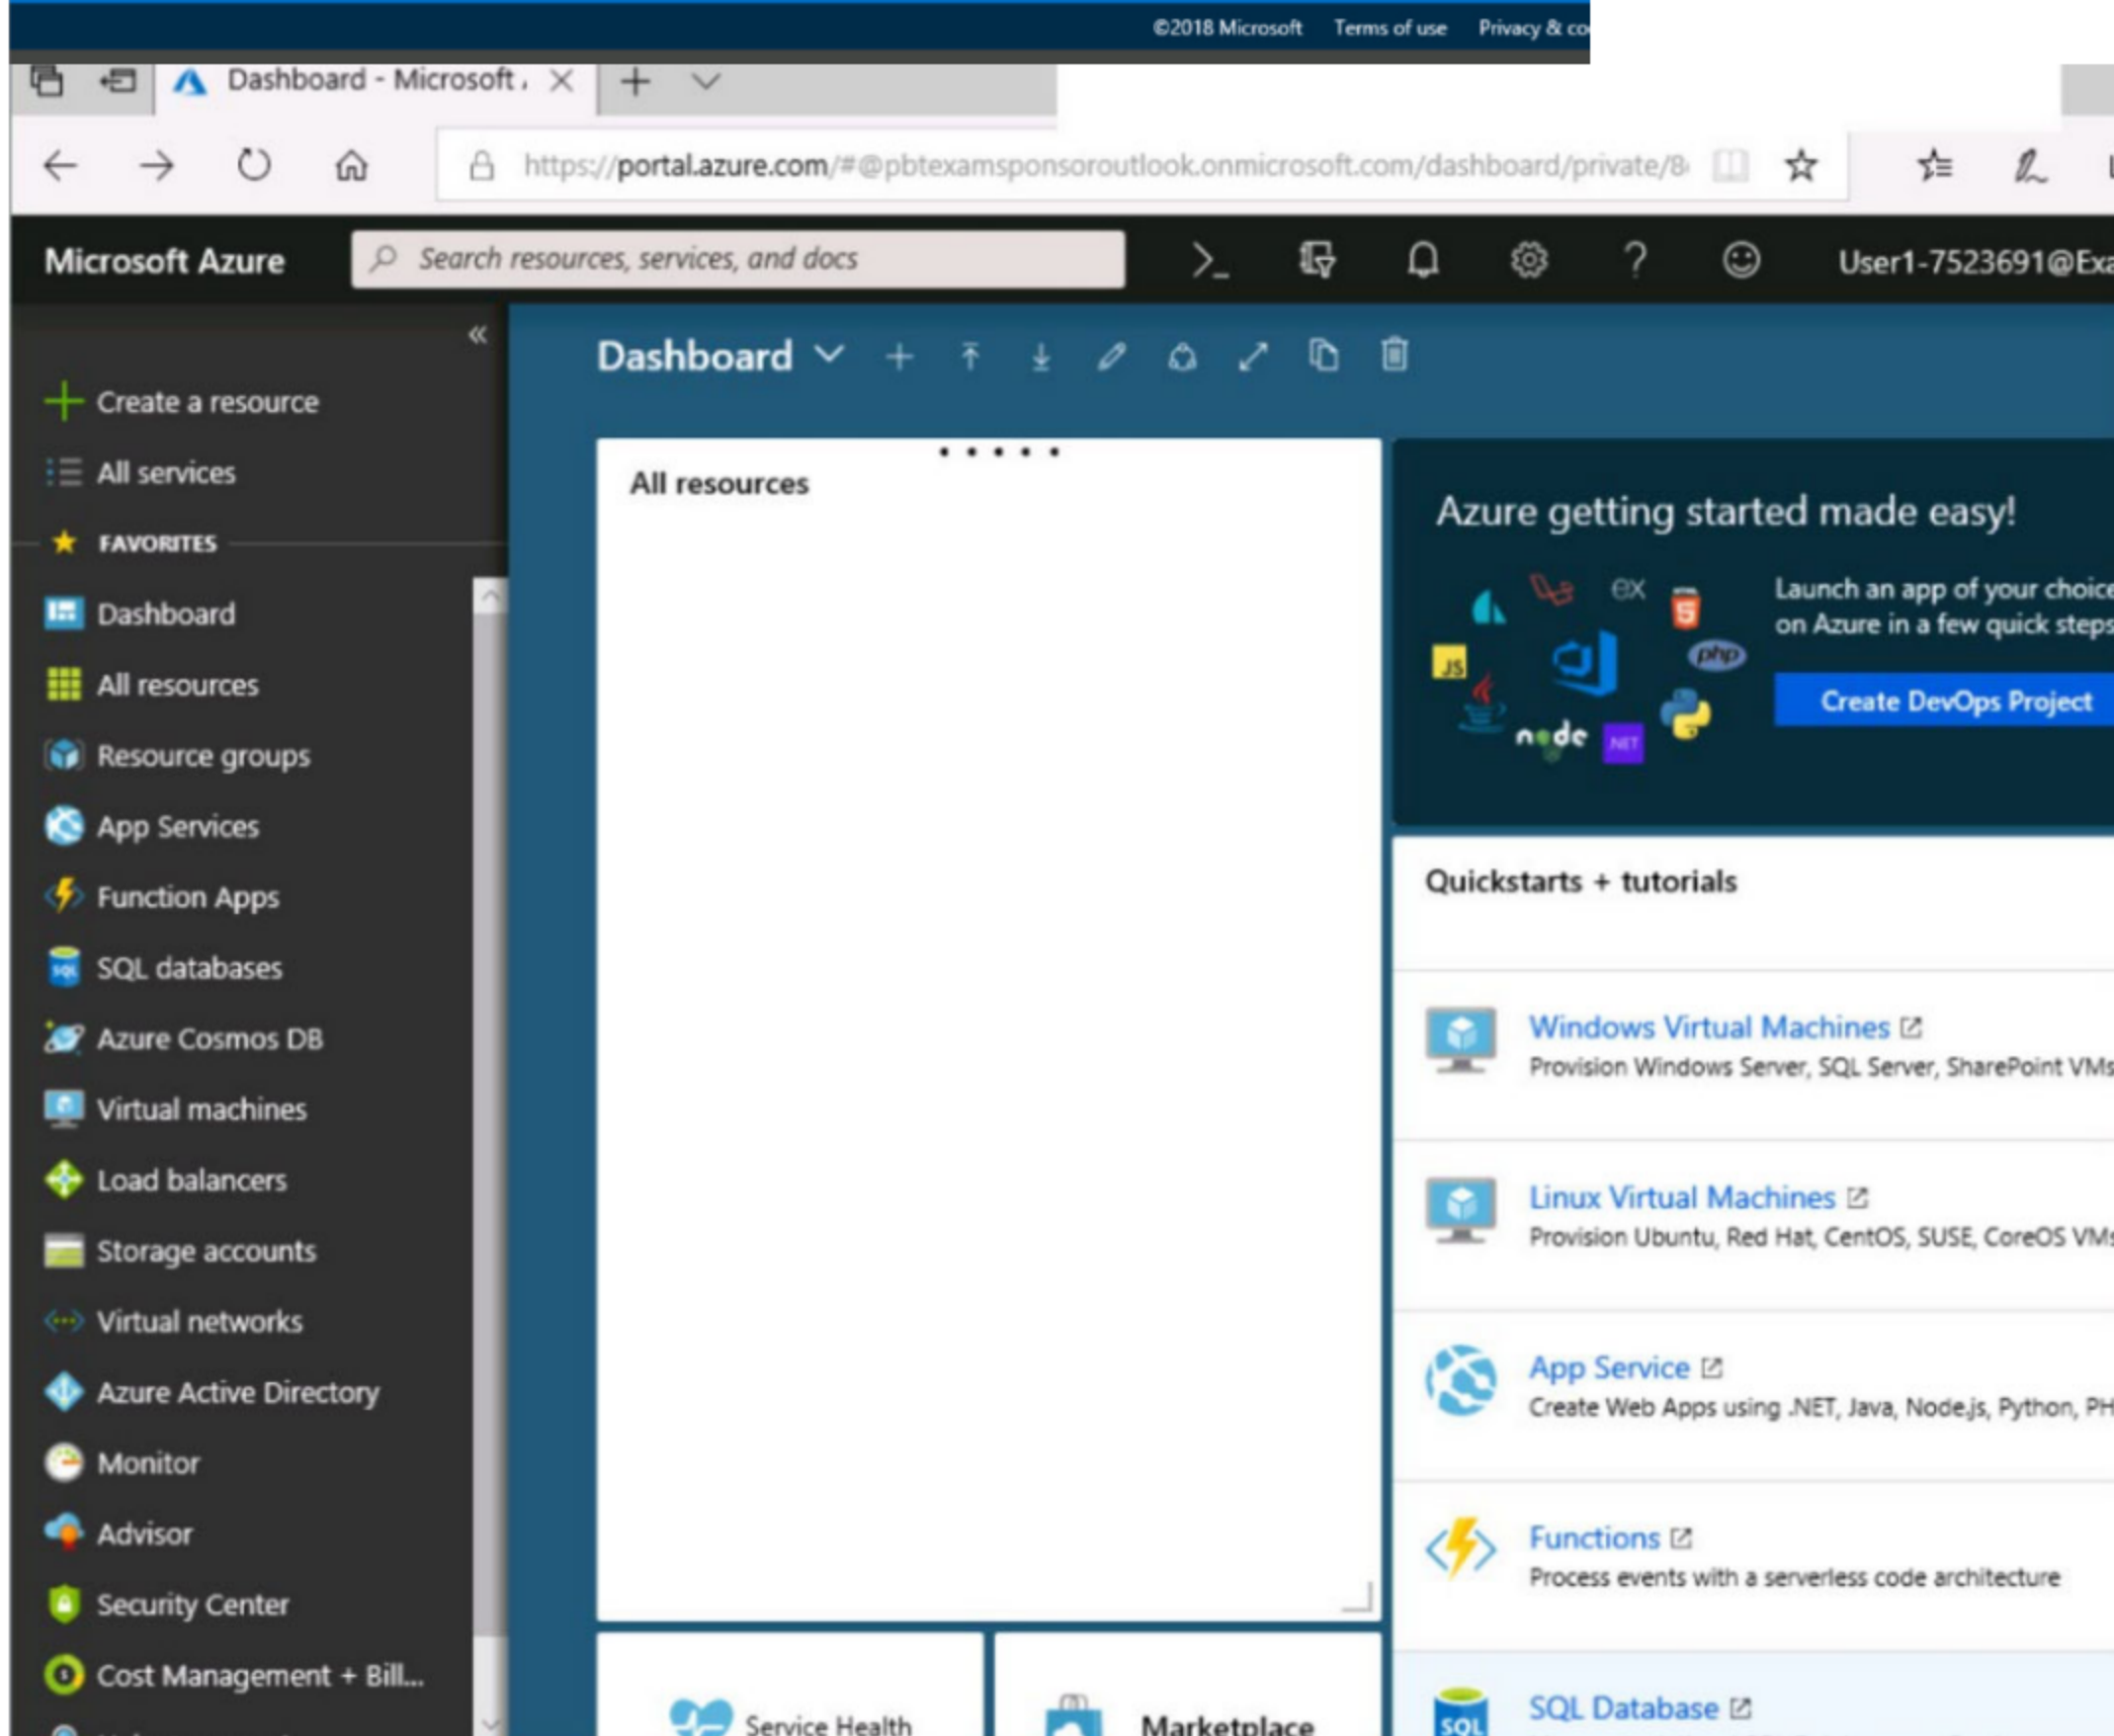 ©2018 Microsoft Terms of use Privacy & co
Dashboard - Microsoft
https://portal.azure.com/#@pbtexamsponsoroutlook.onmicrosoft.com/dashboard/private/8
Microsoft Azure
Search resources, services, and docs
User1-7523691@Exa
Create a resource
All services
FAVORITES
Dashboard
All resources
Resource groups
App Services
Function Apps
SQL databases
Azure Cosmos DB
Virtual machines
Load balancers
Storage accounts
Virtual networks
Azure Active Directory
Monitor
Advisor
Security Center
Cost Management + Bill...
Dashboard
All resources
Service Health
Marketplace
Azure getting started made easy!
JS
ex
5
php
node
.NET
Launch an app of your choice
on Azure in a few quick steps
Create DevOps Project
Quickstarts + tutorials
Windows Virtual Machines
Provision Windows Server, SQL Server, SharePoint VMs
Linux Virtual Machines
Provision Ubuntu, Red Hat, CentOS, SUSE, CoreOS VMs
App Service
Create Web Apps using .NET, Java, Node.js, Python, PH
Functions
Process events with a serverless code architecture
SQL
SQL Database